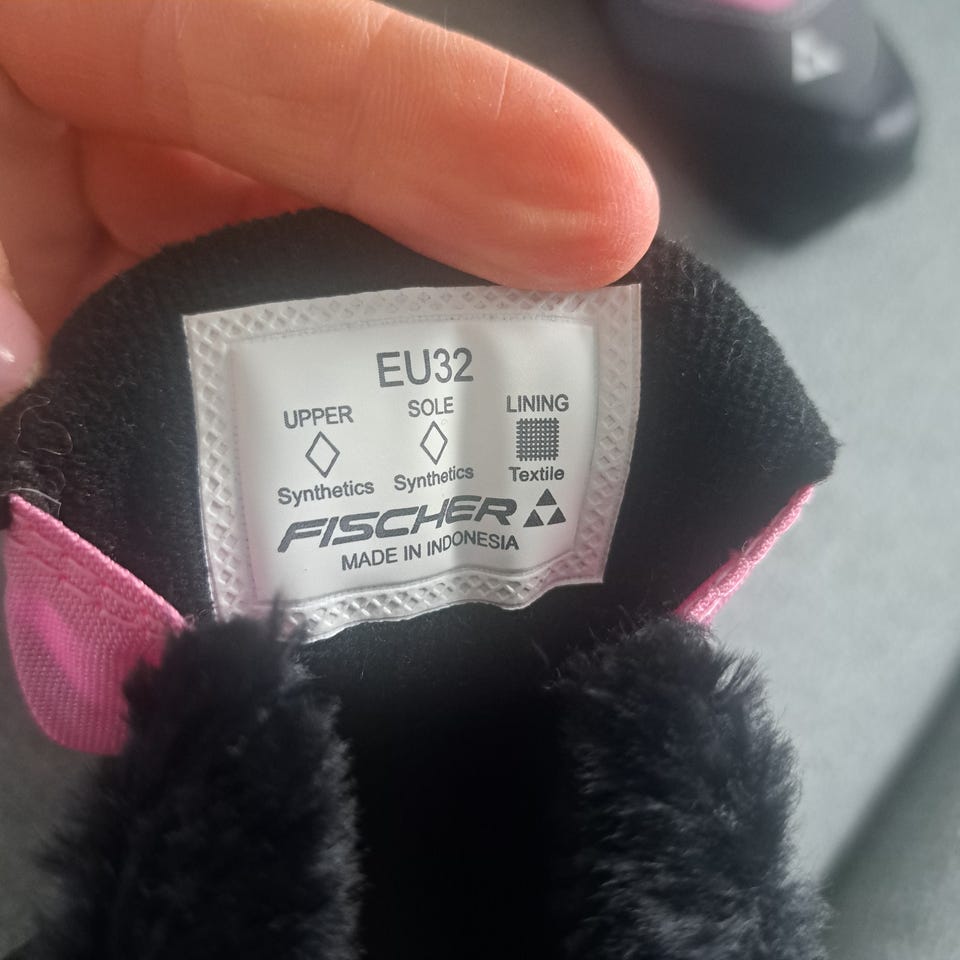 EU32
UPPER SOLE LINING
Synthetics Synthetics Textile
FISCHER
MADE IN INDONESIA